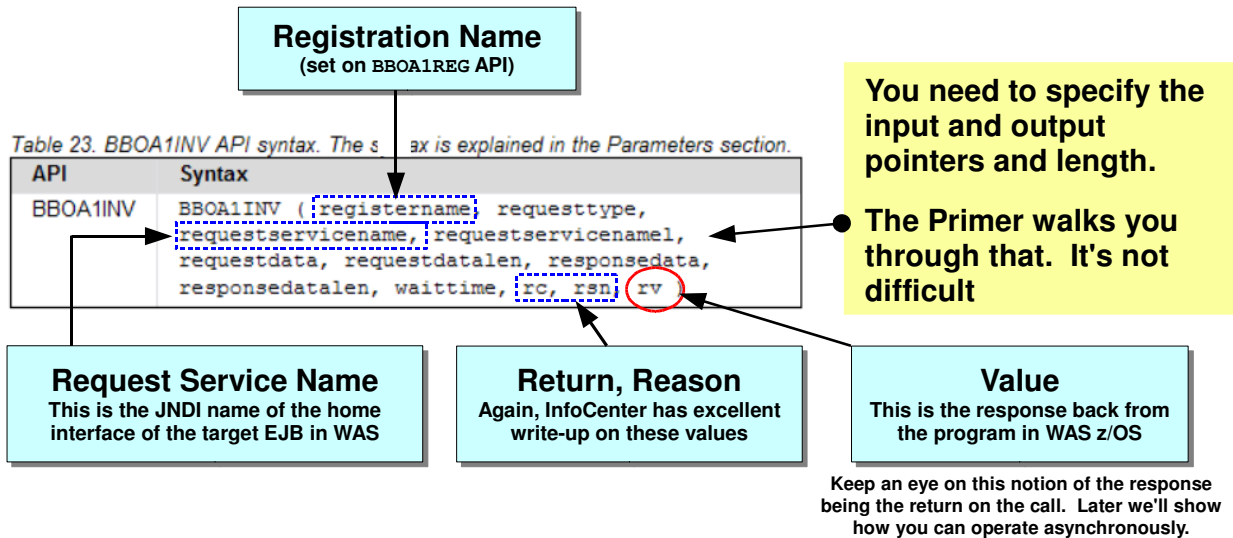 Registration Name
(set on BBOA1REG API)
You need to specify the
input and output
pointers and length.
The Primer walks you
through that. It's not
difficult
Table 23. BBOA1INV API syntax. The s ax is explained in the Parameters section.
API Syntax
BBOA1INV BBOA1INV ( registername, requesttype,
requestservicename, requestservicenamel,
requestdata, requestdatalen, responsedata,
responsedatalen, waittime, rc, rsn, rv )
Request Service Name
This is the JNDI name of the home
interface of the target EJB in WAS
Return, Reason
Again, InfoCenter has excellent
write-up on these values
Value
This is the response back from
the program in WAS z/OS
Keep an eye on this notion of the response
being the return on the call. Later we'll show
how you can operate asynchronously.